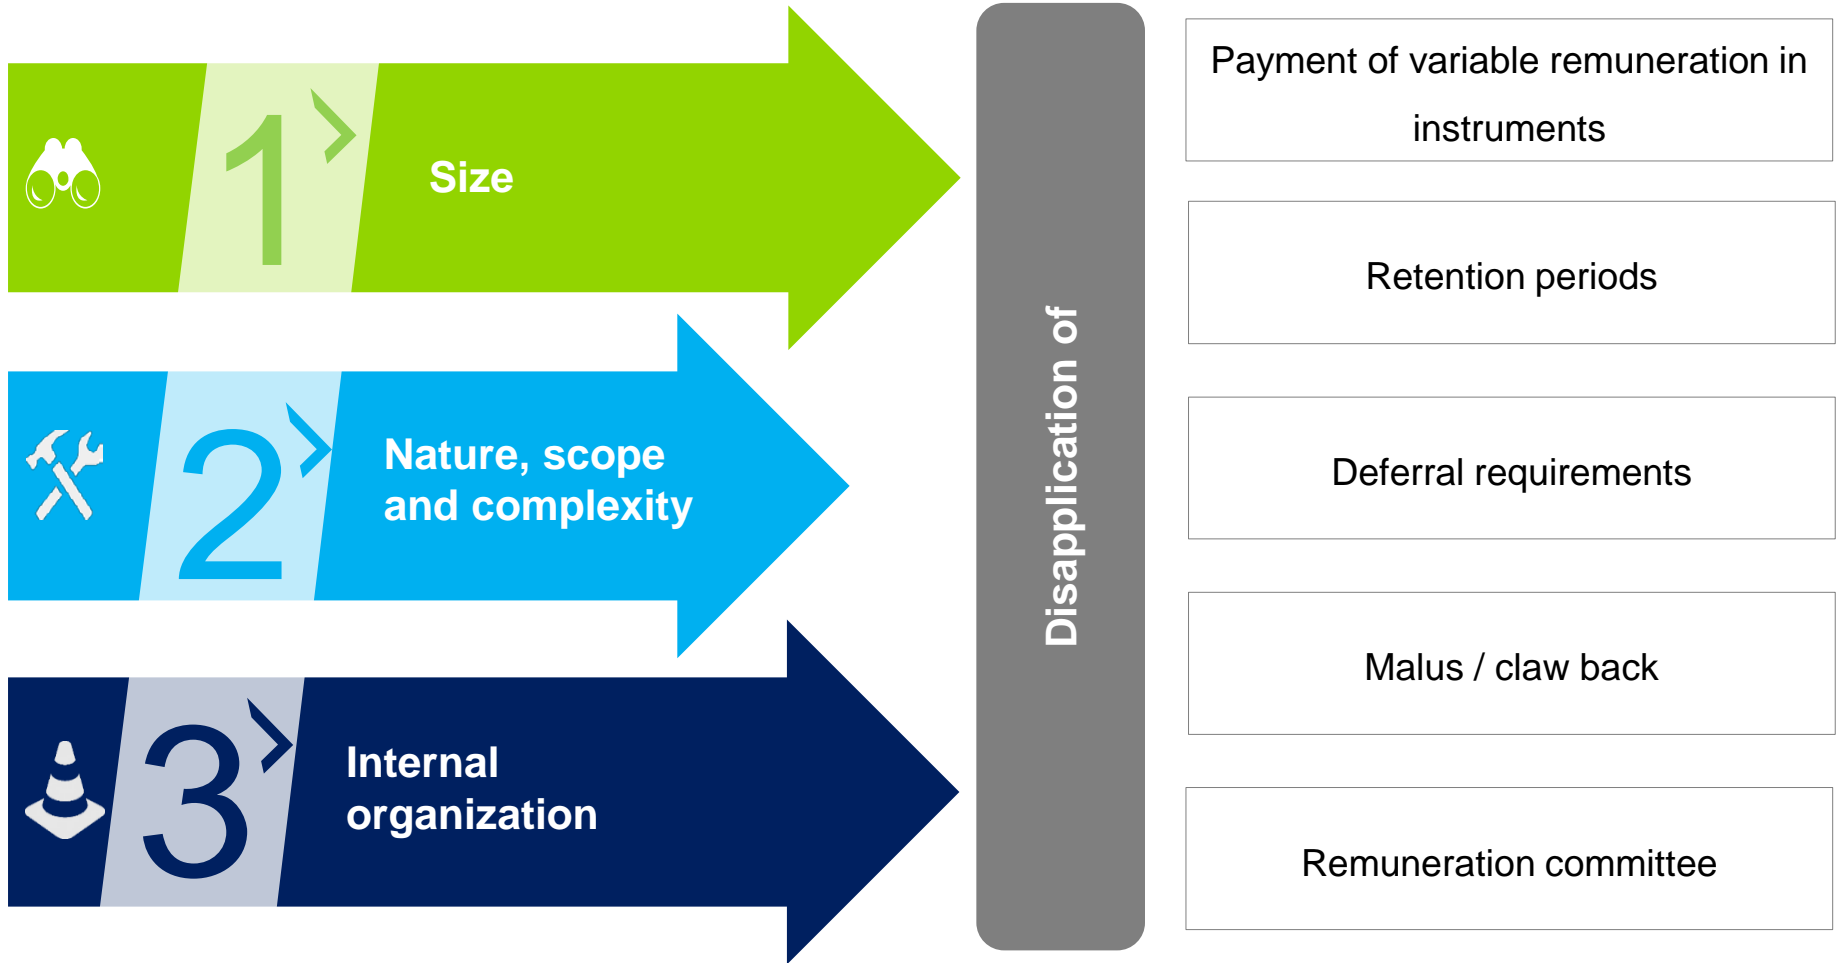 1
Size
2
Nature, scope
and complexity
3
Internal
organization
Disapplication of
Payment of variable remuneration in
instruments
Retention periods
Deferral requirements
Malus / claw back
Remuneration committee